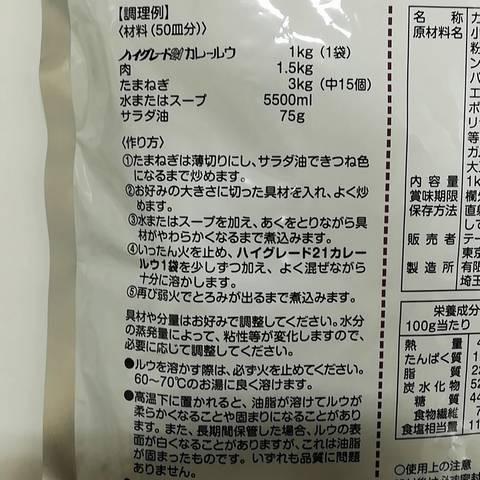 【調理例】
〈材料(50皿分)〉
ハイグレード21カレールウ 1kg(1袋)
肉 1.5kg
たまねぎ 3kg(中15個)
水またはスープ 5500ml
サラダ油 75g
〈作り方〉
①たまねぎは薄切りにし、サラダ油できつね色
になるまで炒めます。
②お好みの大きさに切った具材を入れ、よく炒
めます。
③水またはスープを加え、あくをとりながら具
材がやわらかくなるまで煮込みます。
④いったん火を止め、ハイグレード21カレー
ルウ1袋を少しずつ加え、よく混ぜながら
十分に溶かします。
⑤再び弱火でとろみが出るまで煮込みます。
具材や分量はお好みで調整してください。水分
の蒸発量によって、粘性等が変化しますので、
必要に応じて調整してください。
●ルウを溶かす際は、必ず火を止めてください。
60〜70℃のお湯に良く溶けます。
●高温下に置かれると、油脂が溶けてルウが
柔らかくなることや固まりになることがあり
ます。また、長期間保管した場合、ルウの表
面が白くなることがありますが、これは油脂
が固まったものです。いずれも品質に問題
ありません。
名称
原材料名
内容量 1k
賞味期限 欄
保存方法 直射
して
販売者 テー
東京
製造所 有限
埼玉
栄養成分
100g当たり
熱量
たんぱく質
脂質
炭水化物
糖質
食物繊維
食塩相当量
○使用上の注意